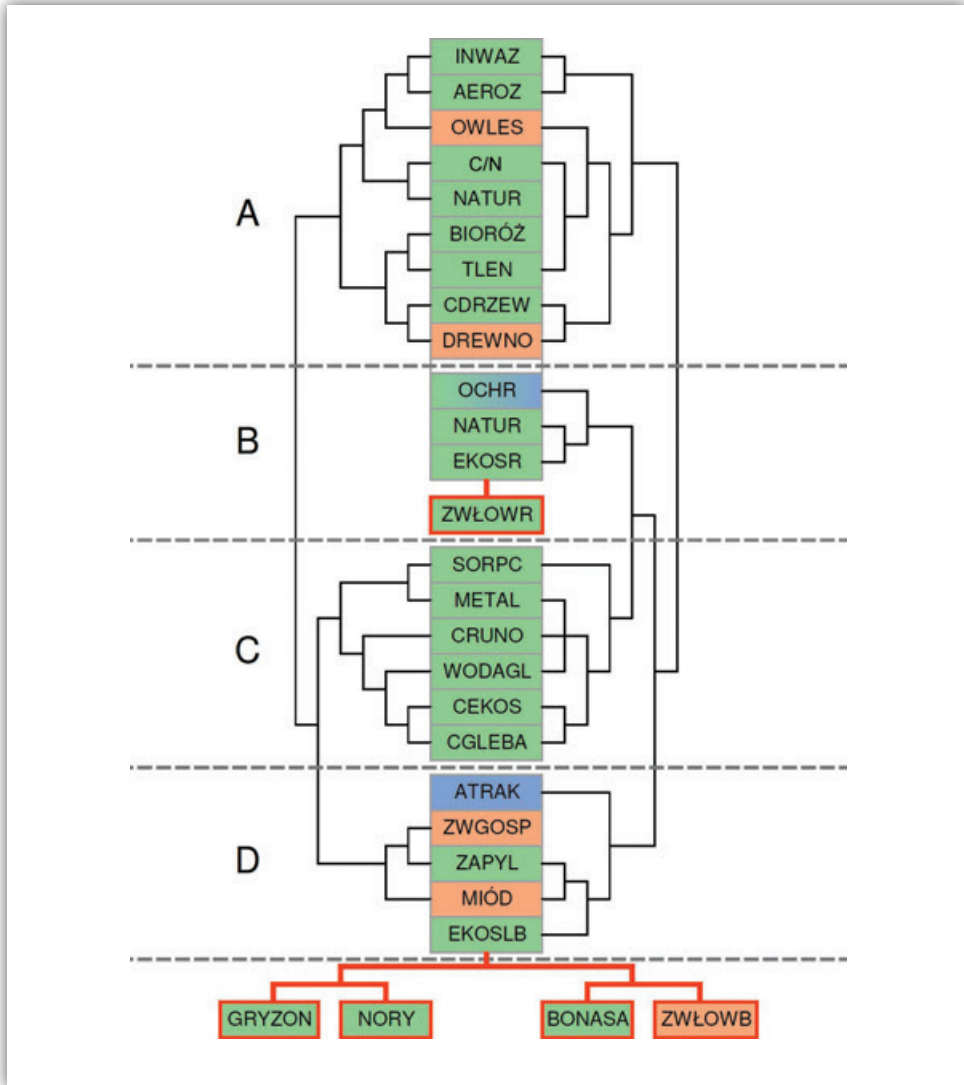 INWAZ
AEROZ
OWLES
C/N
NATUR
A
BIORÓŻ
TLEN
CDRZEW
DREWNO
OCHR
NATUR
B
EKOSR
ZWŁOWR
SORPC
METAL
CRUNO
C
WODAGL
CEKOS
CGLEBA
ATRAK
ZWGOSP
ZAPYL
D
MIÓD
EKOSLB
GRYZON NORY BONASA ZWŁOWB